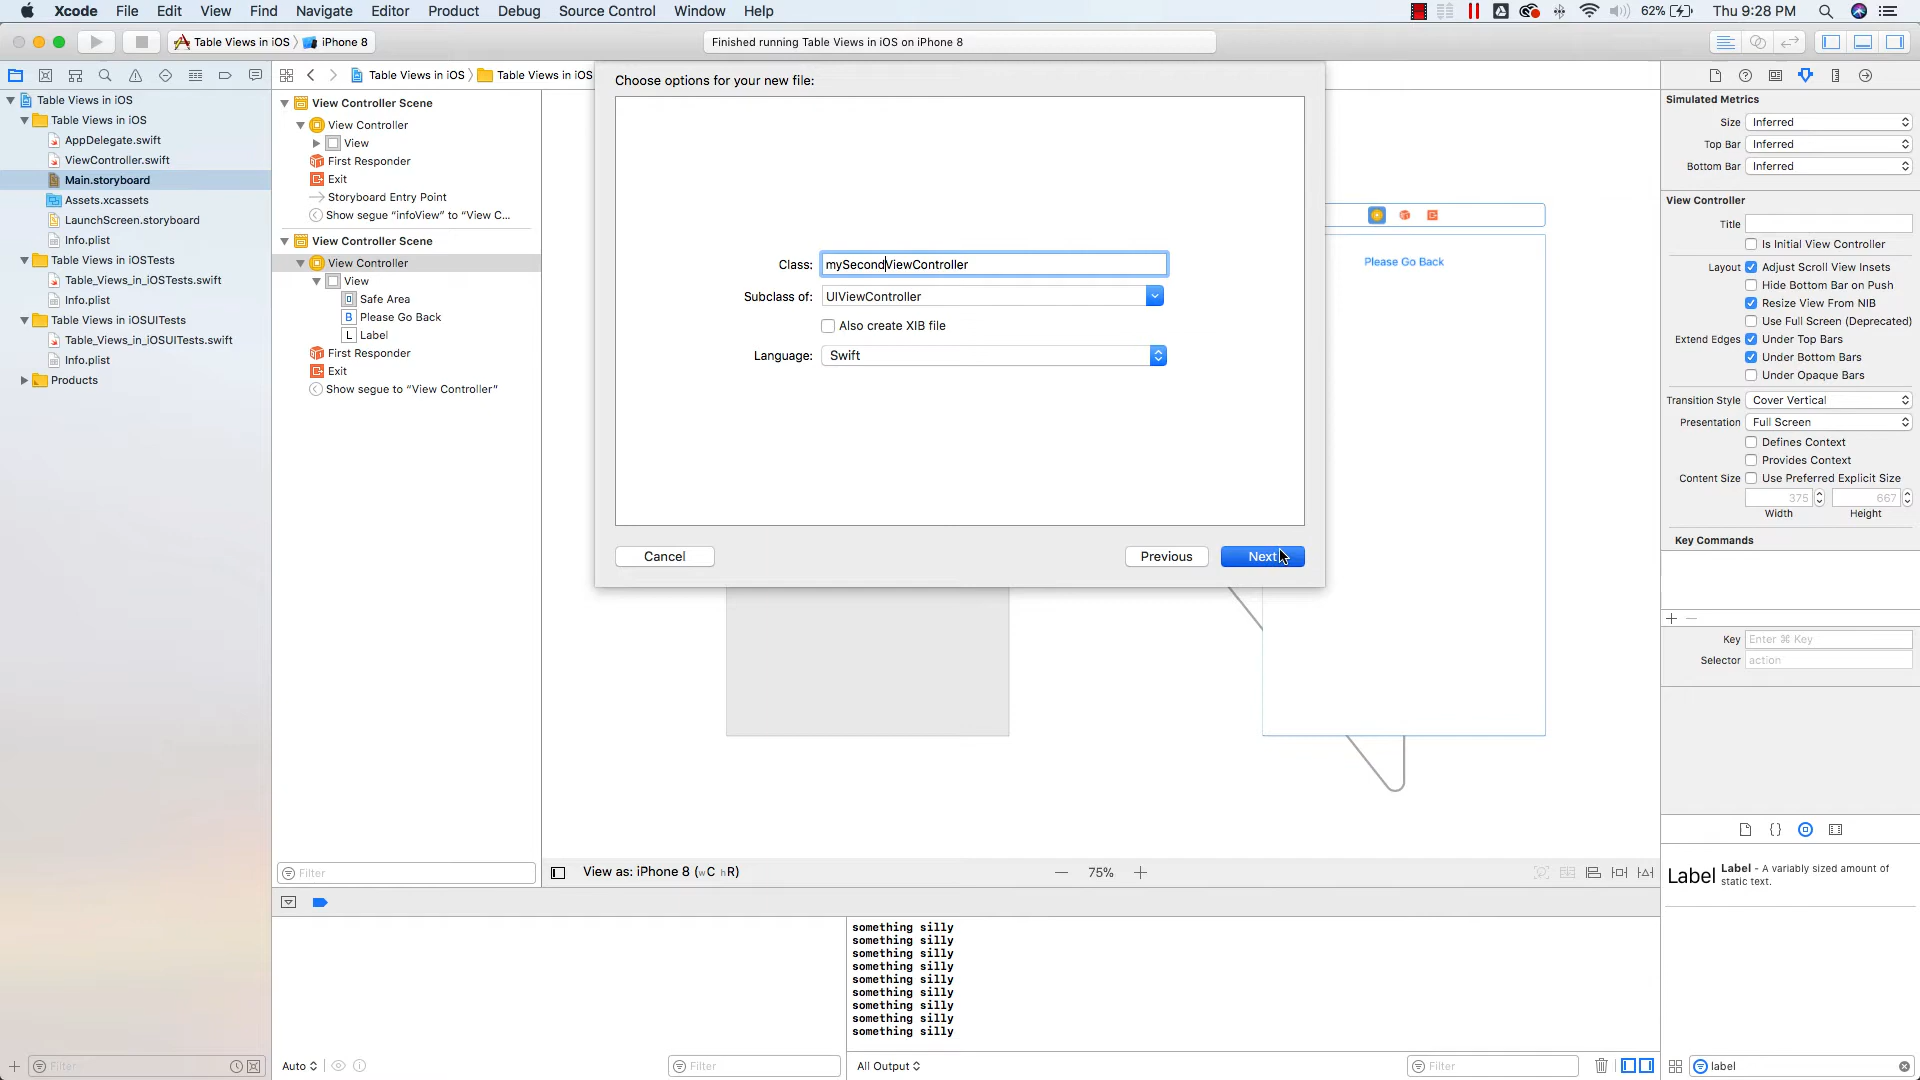 Xcode File Edit View Find Navigate Editor Product Debug Source Control Window Help 62% Thu 9:28 PM
Table Views in iOS iPhone 8 Finished running Table Views in iOS on iPhone 8
Table Views in iOS Table Views in iOS
Table Views in iOS
Table Views in iOS
AppDelegate.swift
ViewController.swift
Main.storyboard
Assets.xcassets
LaunchScreen.storyboard
Info.plist
Table Views in iOSTests
Table_Views_in_iOSTests.swift
Info.plist
Table Views in iOSUITests
Table_Views_in_iOSUITests.swift
Info.plist
Products
Filter
View Controller Scene
View Controller
View
First Responder
Exit
Storyboard Entry Point
Show segue “infoView” to “View C...
View Controller Scene
View Controller
View
Safe Area
B Please Go Back
L Label
First Responder
Exit
Show segue to “View Controller”
Filter
Choose options for your new file:
Class: mySecondViewController
Subclass of: UIViewController
Also create XIB file
Language: Swift
Cancel Previous Next
Please Go Back
View as: iPhone 8 (wC hR) 75%
something silly
something silly
something silly
something silly
something silly
something silly
something silly
something silly
something silly
Auto Filter All Output Filter
Simulated Metrics
Size Inferred
Top Bar Inferred
Bottom Bar Inferred
View Controller
Title
Is Initial View Controller
Layout Adjust Scroll View Insets
Hide Bottom Bar on Push
Resize View From NIB
Use Full Screen (Deprecated)
Extend Edges Under Top Bars
Under Bottom Bars
Under Opaque Bars
Transition Style Cover Vertical
Presentation Full Screen
Defines Context
Provides Context
Content Size Use Preferred Explicit Size
375 667
Width Height
Key Commands
Key Enter ⌘ Key
Selector action
Label Label - A variably sized amount of
static text.
label